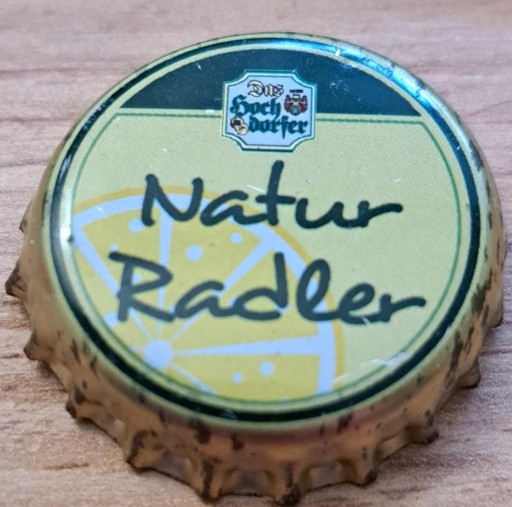 Das
Hoch
dorfer
Natur
Radler